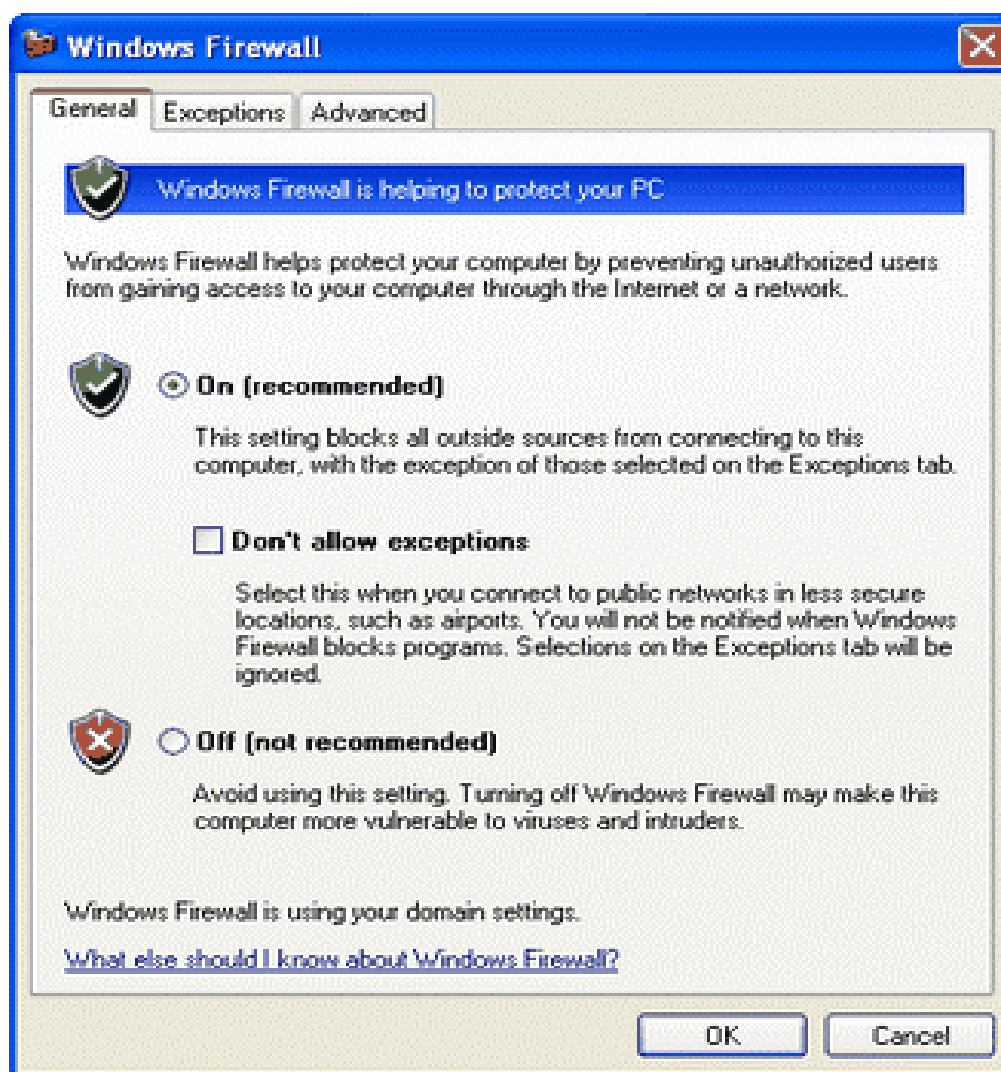 Windows Firewall
General Exceptions Advanced
Windows Firewall is helping to protect your PC
Windows Firewall helps protect your computer by preventing unauthorized users
from gaining access to your computer through the Internet or a network.
On (recommended)
This setting blocks all outside sources from connecting to this
computer, with the exception of those selected on the Exceptions tab.
Don't allow exceptions
Select this when you connect to public networks in less secure
locations, such as airports. You will not be notified when Windows
Firewall blocks programs. Selections on the Exceptions tab will be
ignored.
Off (not recommended)
Avoid using this setting. Turning off Windows Firewall may make this
computer more vulnerable to viruses and intruders.
Windows Firewall is using your domain settings.
What else should I know about Windows Firewall?
OK Cancel